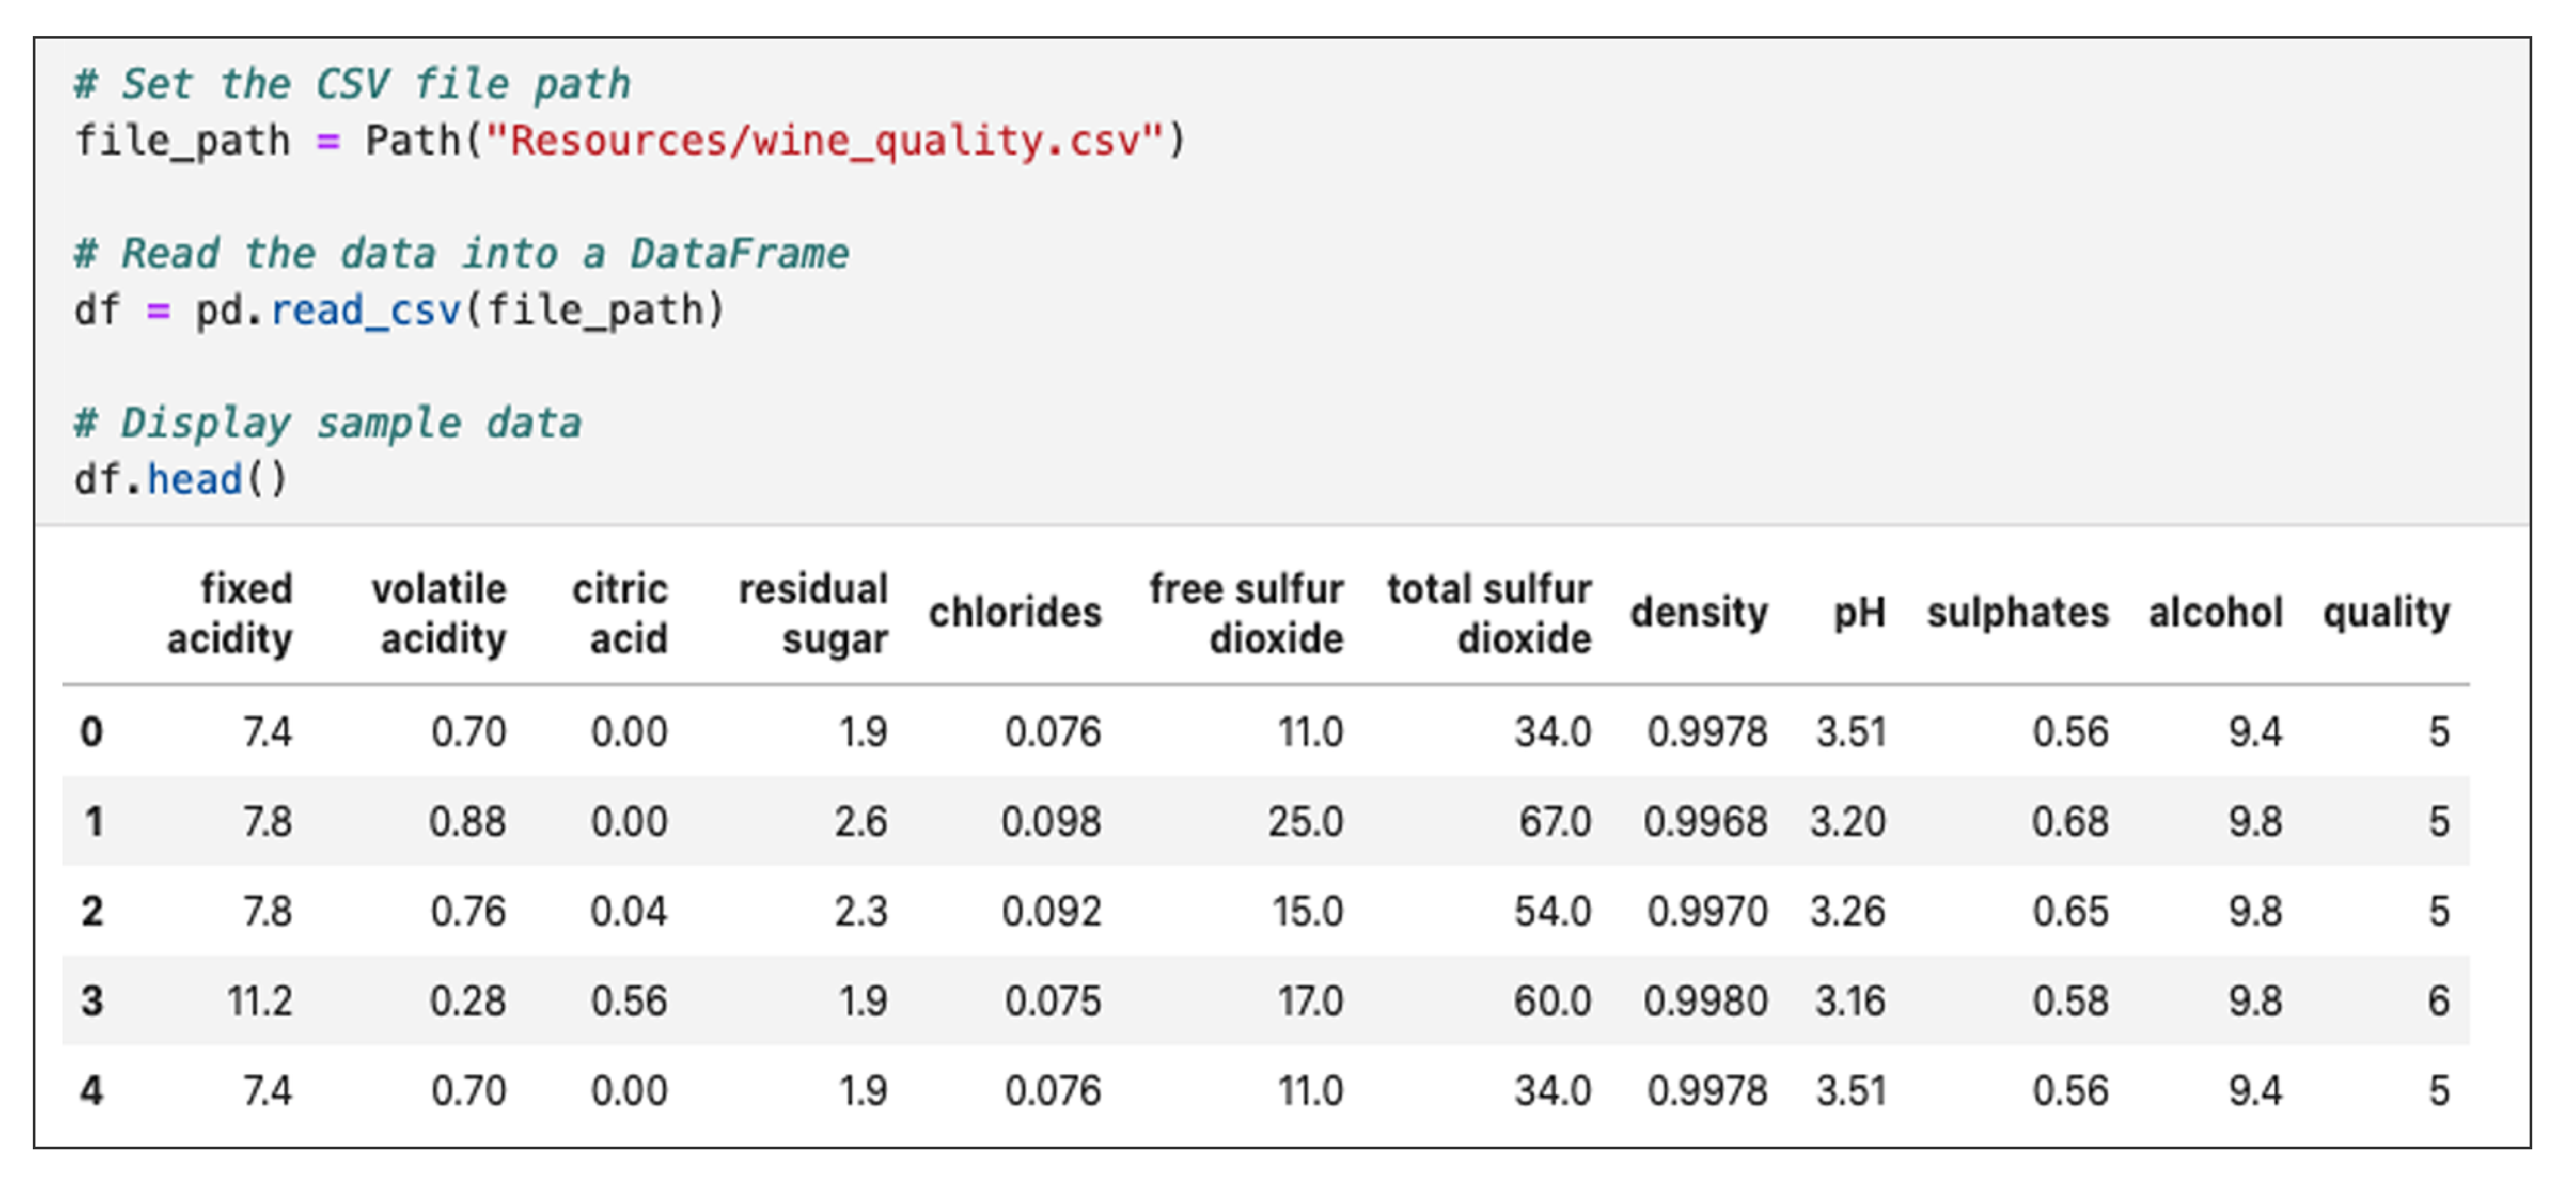 # Set the CSV file path
file_path = Path("Resources/wine_quality.csv")
# Read the data into a DataFrame
df = pd.read_csv(file_path)
# Display sample data
df.head()
fixed acidity volatile acidity citric acid residual sugar chlorides free sulfur dioxide total sulfur dioxide density pH sulphates alcohol quality
0 7.4 0.70 0.00 1.9 0.076 11.0 34.0 0.9978 3.51 0.56 9.4 5
1 7.8 0.88 0.00 2.6 0.098 25.0 67.0 0.9968 3.20 0.68 9.8 5
2 7.8 0.76 0.04 2.3 0.092 15.0 54.0 0.9970 3.26 0.65 9.8 5
3 11.2 0.28 0.56 1.9 0.075 17.0 60.0 0.9980 3.16 0.58 9.8 6
4 7.4 0.70 0.00 1.9 0.076 11.0 34.0 0.9978 3.51 0.56 9.4 5